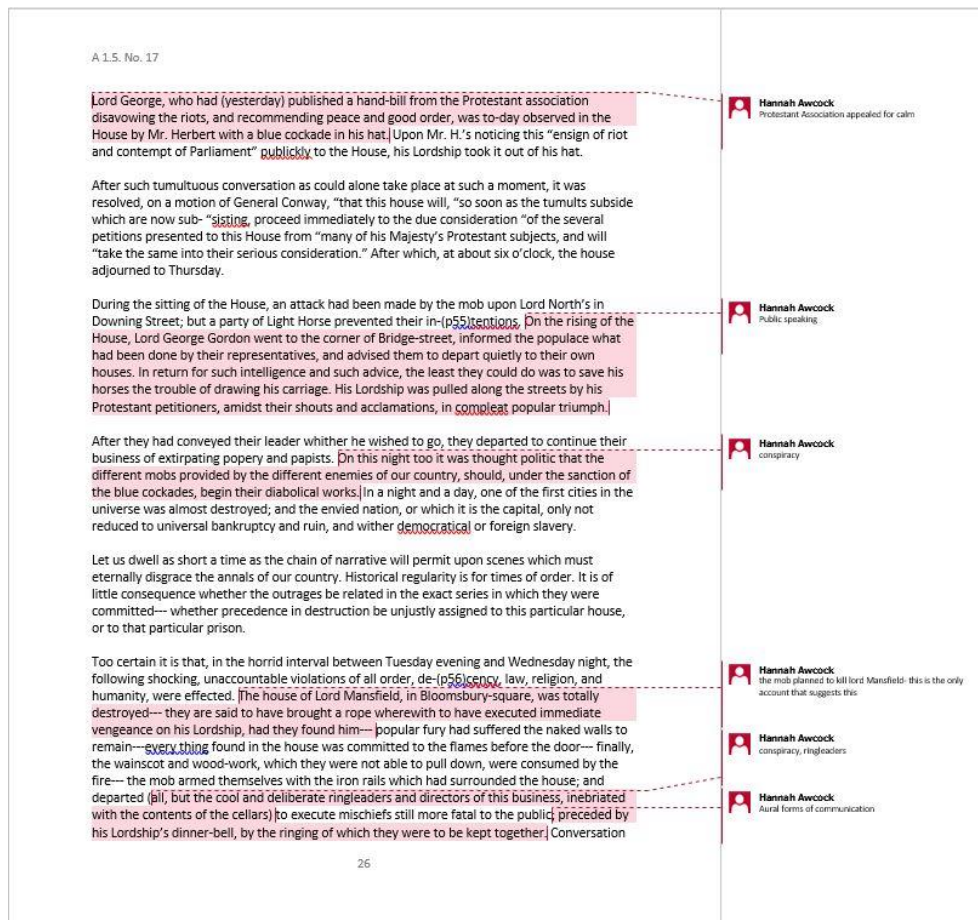 A 1.5. No. 17
Lord George, who had (yesterday) published a hand-bill from the Protestant association
disavowing the riots, and recommending peace and good order, was to-day observed in the
House by Mr. Herbert with a blue cockade in his hat. Upon Mr. H.'s noticing this "ensign of riot
and contempt of Parliament" publickly to the House, his Lordship took it out of his hat.
After such tumultuous conversation as could alone take place at such a moment, it was
resolved, on a motion of General Conway, "that this house will, "so soon as the tumults subside
which are now sub- "sisting, proceed immediately to the due consideration "of the several
petitions presented to this House from "many of his Majesty's Protestant subjects, and will
"take the same into their serious consideration." After which, at about six o'clock, the house
adjourned to Thursday.
During the sitting of the House, an attack had been made by the mob upon Lord North's in
Downing Street; but a party of Light Horse prevented their in-(p55)tentions. On the rising of the
House, Lord George Gordon went to the corner of Bridge-street, informed the populace what
had been done by their representatives, and advised them to depart quietly to their own
houses. In return for such intelligence and such advice, the least they could do was to save his
horses the trouble of drawing his carriage. His Lordship was pulled along the streets by his
Protestant petitioners, amidst their shouts and acclamations, in compleat popular triumph.
After they had conveyed their leader whither he wished to go, they departed to continue their
business of extirpating popery and papists. On this night too it was thought politic that the
different mobs provided by the different enemies of our country, should, under the sanction of
the blue cockades, begin their diabolical works. In a night and a day, one of the first cities in the
universe was almost destroyed; and the envied nation, or which it is the capital, only not
reduced to universal bankruptcy and ruin, and wither democratical or foreign slavery.
Let us dwell as short a time as the chain of narrative will permit upon scenes which must
eternally disgrace the annals of our country. Historical regularity is for times of order. It is of
little consequence whether the outrages be related in the exact series in which they were
committed--- whether precedence in destruction be unjustly assigned to this particular house,
or to that particular prison.
Too certain it is that, in the horrid interval between Tuesday evening and Wednesday night, the
following shocking, unaccountable violations of all order, de-(p56)cency, law, religion, and
humanity, were effected. The house of Lord Mansfield, in Bloomsbury-square, was totally
destroyed--- they are said to have brought a rope wherewith to have executed immediate
vengeance on his Lordship, had they found him--- popular fury had suffered the naked walls to
remain---every thing found in the house was committed to the flames before the door--- finally,
the wainscot and wood-work, which they were not able to pull down, were consumed by the
fire--- the mob armed themselves with the iron rails which had surrounded the house; and
departed (all, but the cool and deliberate ringleaders and directors of this business, inebriated
with the contents of the cellars) to execute mischiefs still more fatal to the public; preceded by
his Lordship's dinner-bell, by the ringing of which they were to be kept together. Conversation
26
Hannah Awcock
Protestant Association appealed for calm
Hannah Awcock
Public speaking
Hannah Awcock
conspiracy
Hannah Awcock
the mob planned to kill lord Mansfield- this is the only
account that suggests this
Hannah Awcock
conspiracy, ringleaders
Hannah Awcock
Aural forms of communication